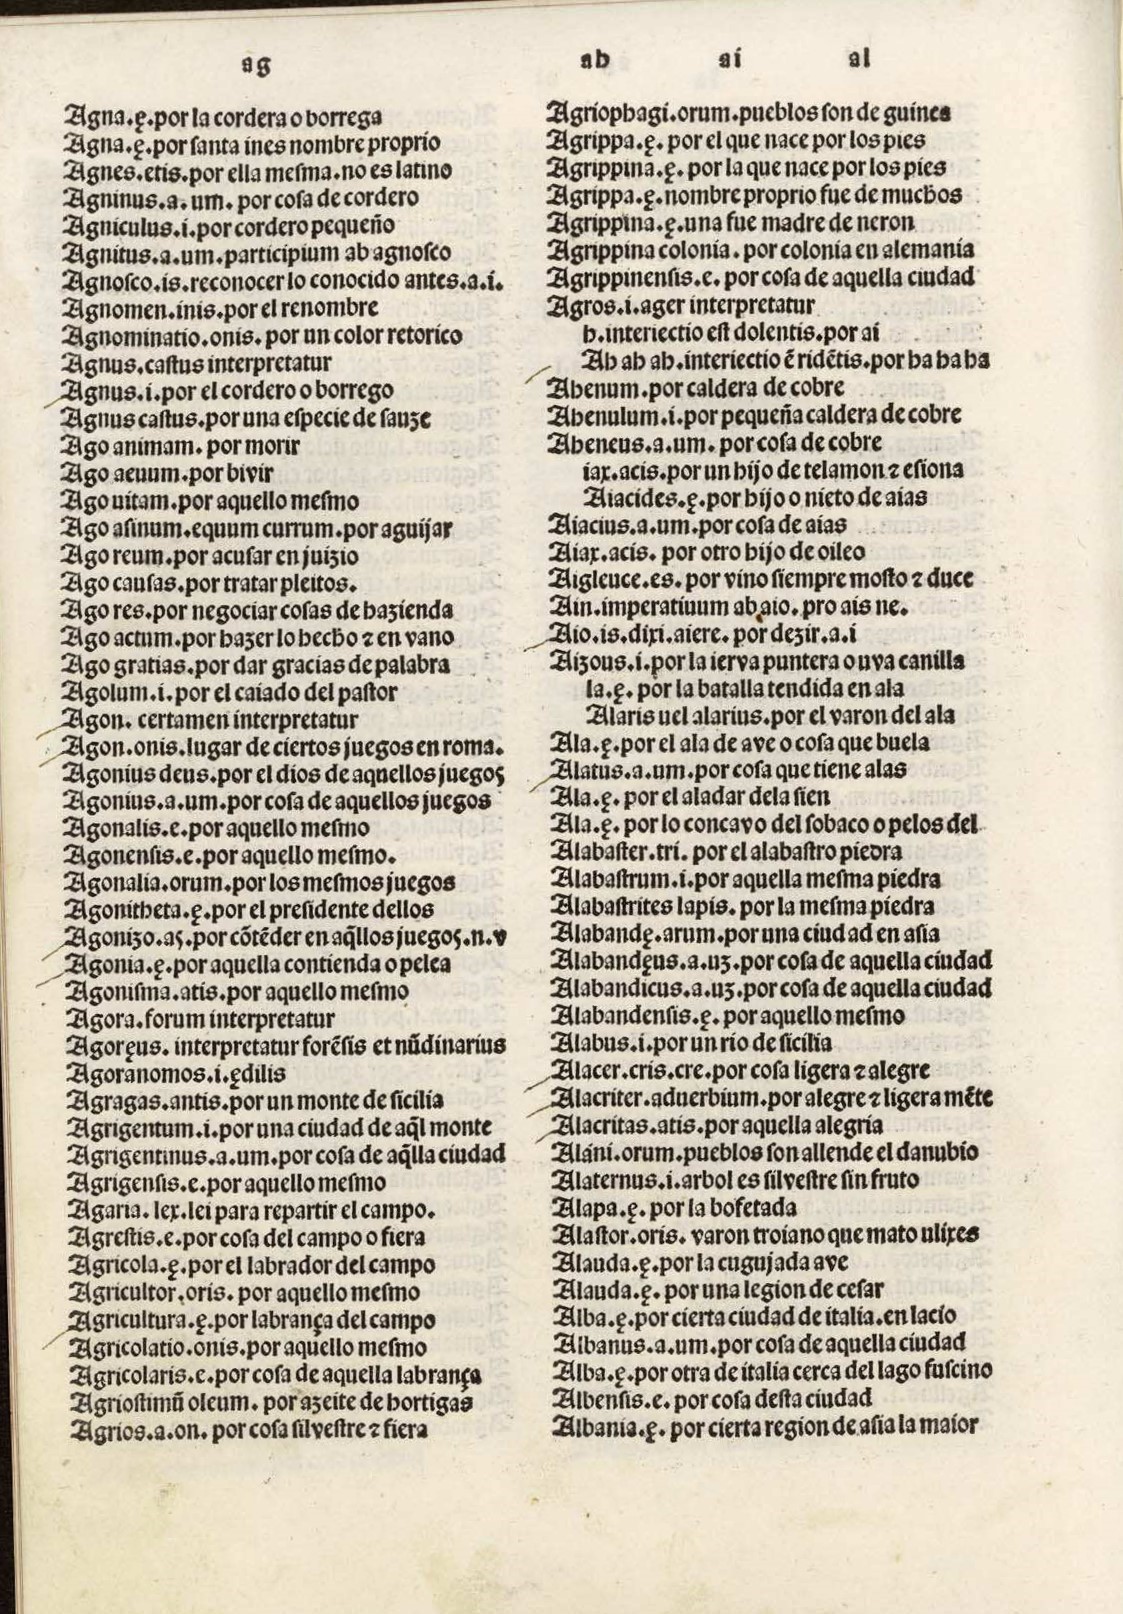 ag
Agna.ę.por la cordera o borrega
Agna.ę.por ſanta ines nombre proprio
Agnes.etis.por ella meſma.no es latino
Agninus.a.um.por coſa de cordero
Agniculus.i.por cordero pequeño
Agnitus.a.um.participium ab agnoſco
Agnoſco.is.reconocer lo conocido antes.a.i.
Agnomen.inis.por el renombre
Agnominatio.onis.por un color retorico
Agnus.caſtus interpretatur
Agnus.i.por el cordero o borrego
Agnus caſtus.por una eſpecie de ſauze
Ago animam.por morir
Ago aeuum.por bivir
Ago uitam.por aquello meſmo
Ago aſinum.equum currum.por aguijar
Ago reum.por acuſar en juizio
Ago cauſas.por tratar pleitos.
Ago res.por negociar coſas de hazienda
Ago actum.por hazer lo hecho ⁊ en vano
Ago gratias.por dar gracias de palabra
Agolum.i.por el caiado del paſtor
Agon.certamen interpretatur
Agon.onis.lugar de ciertos juegos en roma.
Agonius deus.por el dios de aquellos juegos
Agonius.a.um.por coſa de aquellos juegos
Agonalis.e.por aquello meſmo
Agonenſis.e.por aquello meſmo.
Agonalia.orum.por los meſmos juegos
Agonitheta.ę.por el preſidente dellos
Agonizo.as.por cõtẽder en aq̃llos juegos.n.v
Agonia.ę.por aquella contienda o pelea
Agoniſma.atis.por aquello meſmo
Agora.forum interpretatur
Agoręus.interpretatur forẽſis et nũdinarius
Agoranomos.i.ędilis
Agragas.antis.por un monte de ſicilia
Agrigentum.i.por una ciudad de aq̃l monte
Agrigentinus.a.um.por coſa de aq̃lla ciudad
Agrigenſis.e.por aquello meſmo
Agaria.lex.lei para repartir el campo.
Agreſtis.e.por coſa del campo o fiera
Agricola.ę.por el labrador del campo
Agricultor.oris.por aquello meſmo
Agricultura.ę.por labrança del campo
Agricolatio.onis.por aquello meſmo
Agricolaris.e.por coſa de aquella labrança
Agrioſtimũ oleum.por azeite de hortigas
Agrios.a.on.por coſa ſilveſtre ⁊ fiera
ah ai al
Agriophagi.orum.pueblos ſon de guinea
Agrippa.ę.por el que nace por los pies
Agrippina.ę.por la que nace por los pies
Agrippa.ę.nombre proprio fue de muchos
Agrippina.ę.una fue madre de neron
Agrippina colonia.por colonia en alemania
Agrippinenſis.e.por coſa de aquella ciudad
Agros.i.ager interpretatur
h.interiectio eſt dolentis.por ai
Ah ah ah.interiectio ẽ ridẽtis.por ha ha ha
Ahenum.por caldera de cobre
Ahenulum.i.por pequeña caldera de cobre
Aheneus.a.um.por coſa de cobre
iax.acis.por un hijo de telamon ⁊ eſiona
Aiacides.ę.por hijo o nieto de aias
Aiacius.a.um.por coſa de aias
Aiax.acis.por otro hijo de oileo
Aigleuce.es.por vino ſiempre moſto ⁊ duce
Ain.imperatiuum ab aio.pro ais ne.
Aio.is.dixi.aiere.por dezir.a.i
Aizous.i.por la ierva puntera o uva canilla
la.ę.por la batalla tendida en ala
Alaris uel alarius.por el varon del ala
Ala.ę.por el ala de ave o coſa que buela
Alatus.a.um.por coſa que tiene alas
Ala.ę.por el aladar dela ſien
Ala.ę.por lo concavo del ſobaco o pelos del
Alabaſter.tri.por el alabaſtro piedra
Alabaſtrum.i.por aquella meſma piedra
Alabaſtrites lapis.por la meſma piedra
Alabandę.arum.por una ciudad en aſia
Alabandęus.a.uʒ.por coſa de aquella ciudad
Alabandicus.a.uʒ.por coſa de aquella ciudad
Alabandenſis.ę.por aquello meſmo
Alabus.i.por un rio de ſicilia
Alacer.cris.cre.por coſa ligera ⁊ alegre
Alacriter.aduerbium.por alegre ⁊ ligera mẽte
Alacritas.atis.por aquella alegria
Alani.orum.pueblos ſon allende el danubio
Alaternus.i.arbol es ſilveſtre ſin fruto
Alapa.ę.por la bofetada
Alaſtor.oris.varon troiano que mato ulixes
Alauda.ę.por la cugujada ave
Alauda.ę.por una legion de ceſar
Alba.ę.por cierta ciudad de italia.en lacio
Albanus.a.um.por coſa de aquella ciudad
Alba.ę.por otra de italia cerca del lago fuscino
Albenſis.e.por coſa deſta ciudad
Albania.ę.por cierta region de aſia la maior